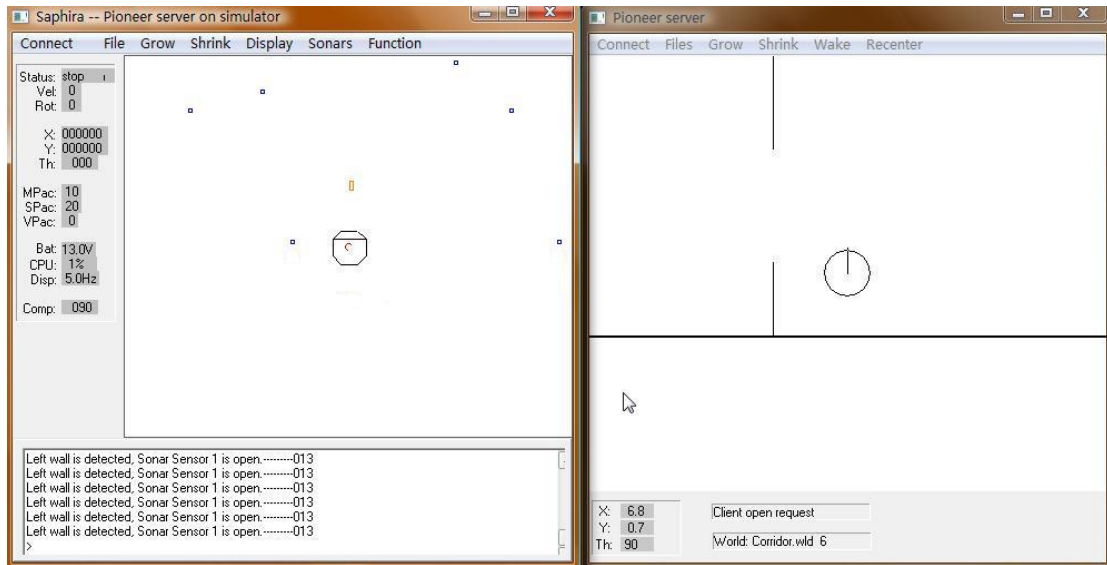 Saphira -- Pioneer server on simulator
Connect File Grow Shrink Display Sonars Function
Status: stop
Vel: 0
Rot: 0
X: 000000
Y: 000000
Th: 000
MPac: 10
SPac: 20
VPac: 0
Bat: 13.0V
CPU: 1%
Disp: 5.0Hz
Comp: 090
Left wall is detected, Sonar Sensor 1 is open.---------013
Left wall is detected, Sonar Sensor 1 is open.---------013
Left wall is detected, Sonar Sensor 1 is open.---------013
Left wall is detected, Sonar Sensor 1 is open.---------013
Left wall is detected, Sonar Sensor 1 is open.---------013
Left wall is detected, Sonar Sensor 1 is open.---------013
>
Pioneer server
Connect Files Grow Shrink Wake Recenter
X: 6.8
Y: 0.7
Th: 90
Client open request
World: Corridor.wld 6